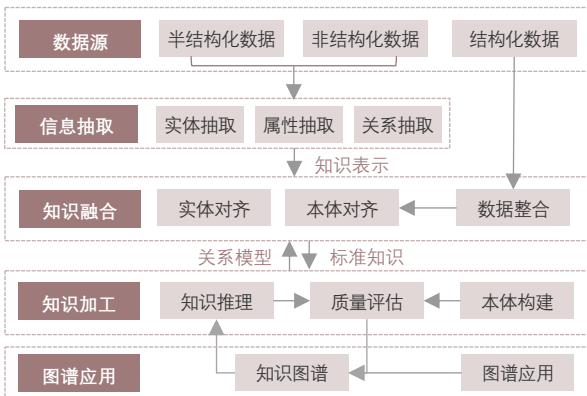 数据源 半结构化数据 非结构化数据 结构化数据
信息抽取 实体抽取 属性抽取 关系抽取
知识表示
知识融合 实体对齐 本体对齐 数据整合
关系模型 标准知识
知识加工 知识推理 质量评估 本体构建
图谱应用 知识图谱 图谱应用